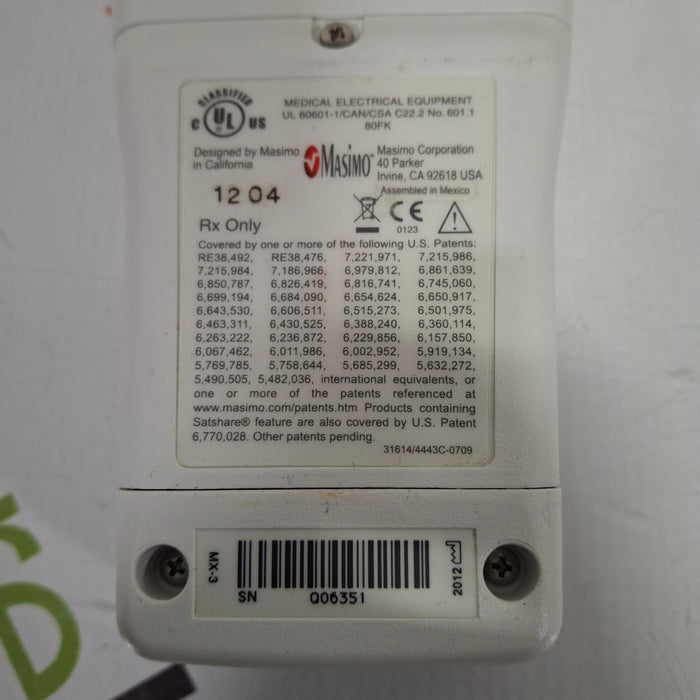 CLASSIFIED
C UL US
MEDICAL ELECTRICAL EQUIPMENT
UL 60601-1/CAN/CSA C22.2 No. 601.1
80FK
Designed by Masimo
in California
MASIMO
Masimo Corporation
40 Parker
Irvine, CA 92618 USA
Assembled in Mexico
12 04
CE
0123
Rx Only
Covered by one or more of the following U.S. Patents:
RE38,492, RE38,476, 7,221,971, 7,215,986,
7,215,984, 7,186,966, 6,979,812, 6,861,639,
6,850,787, 6,826,419, 6,816,741, 6,745,060,
6,699,194, 6,684,090, 6,654,624, 6,650,917,
6,643,530, 6,606,511, 6,515,273, 6,501,975,
6,463,311, 6,430,525, 6,388,240, 6,360,114,
6,263,222, 6,236,872, 6,229,856, 6,157,850,
6,067,462, 6,011,986, 6,002,952, 5,919,134,
5,769,785, 5,758,644, 5,685,299, 5,632,272,
5,490,505, 5,482,036, international equivalents, or
one or more of the patents referenced at
www.masimo.com/patents.htm Products containing
Satshare® feature are also covered by U.S. Patent
6,770,028. Other patents pending.
31614/4443C-0709
MX-3
SN Q06351
2012